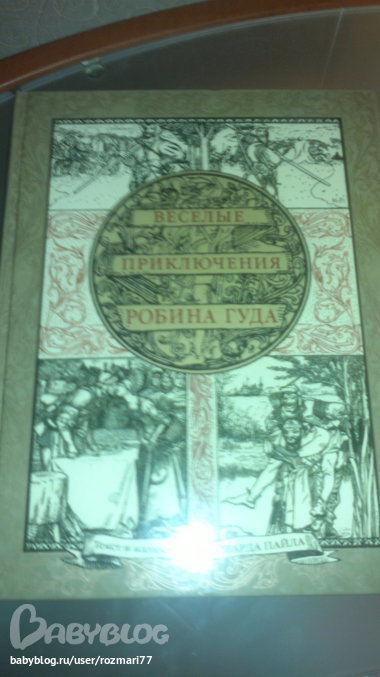 ВЕСЕЛЫЕ
ПРИКЛЮЧЕНИЯ
РОБИНА ГУДА
ТЕКСТ И ПАЙЛА
BABYBLOG
babyblog.ru/user/rozmari77